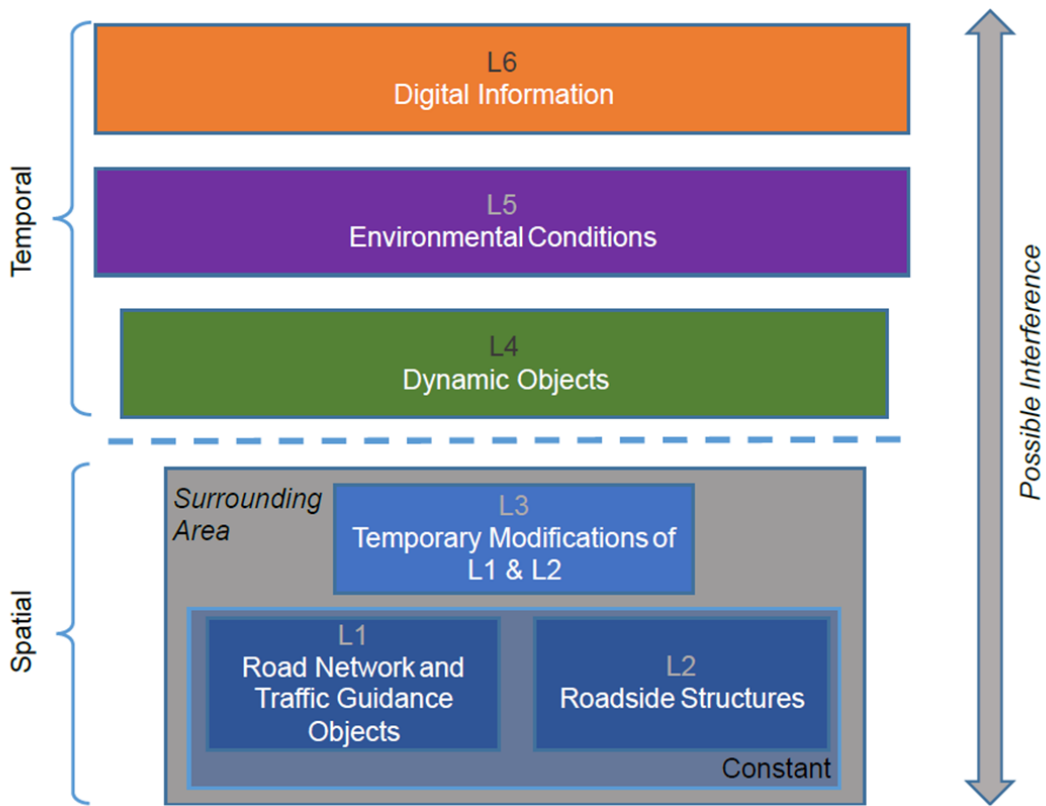 L6
Digital Information
L5
Environmental Conditions
Temporal
L4
Dynamic Objects
Possible Interference
Surrounding
Area
L3
Temporary Modifications of
L1 & L2
Spatial
L1
Road Network and
Traffic Guidance
Objects
L2
Roadside Structures
Constant